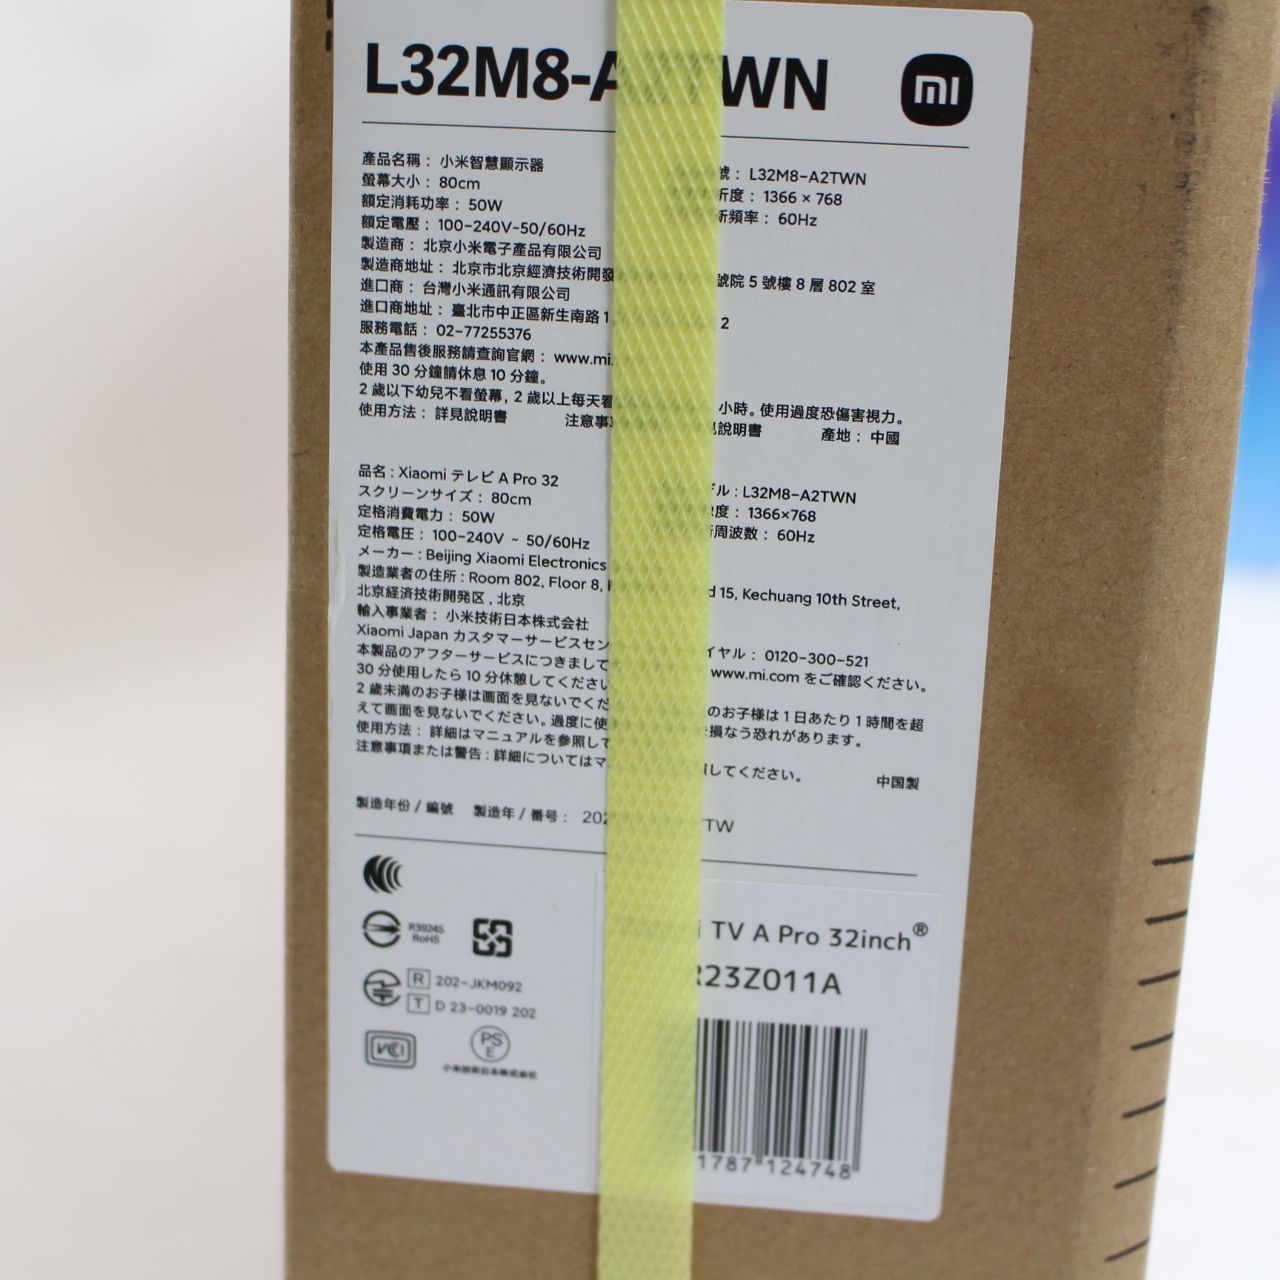 L32M8-A2TWN
mi
產品名稱：小米智慧顯示器
號：L32M8-A2TWN
螢幕大小：80cm
析度：1366 × 768
額定消耗功率：50W
新頻率：60Hz
額定電壓：100-240V~50/60Hz
製造商：北京小米電子產品有限公司
製造商地址：北京市北京經濟技術開發
號院 5 號樓 8 層 802 室
進口商：台灣小米通訊有限公司
進口商地址：臺北市中正區新生南路 1
2
服務電話：02-77255376
本產品售後服務請查詢官網：www.mi.
使用 30 分鐘請休息 10 分鐘。
2 歲以下幼兒不看螢幕，2 歲以上每天看
小時。使用過度恐傷害視力。
使用方法：詳見說明書 注意事
見說明書 產地：中國
品名 : Xiaomi テレビ A Pro 32
デル : L32M8-A2TWN
スクリーンサイズ：80cm
度：1366×768
定格消費電力：50W
周波数：60Hz
定格電圧：100-240V ~ 50/60Hz
メーカー : Beijing Xiaomi Electronics
製造業者の住所 : Room 802, Floor 8,
d 15, Kechuang 10th Street,
北京経済技術開発区 , 北京
輸入事業者：小米技術日本株式会社
Xiaomi Japan カスタマーサービスセン
イヤル：0120-300-521
本製品のアフターサービスにつきまして
www.mi.com をご確認ください。
30 分使用したら 10 分休憩してください
2 歳未満のお子様は画面を見ないでくだ
のお子様は 1 日あたり 1 時間を超
えて画面を見ないでください。過度に使
損なう恐れがあります。
使用方法：詳細はマニュアルを参照して
注意事項または警告 : 詳細についてはマ
照してください。 中国製
製造年份 / 編號 製造年 / 番号： 202
TW
R39245
RoHS
R 202-JKM092
T D 23-0019 202
VCCI
PS
E
小米技術日本株式会社
i TV A Pro 32inch®
R23Z011A
1787 124748